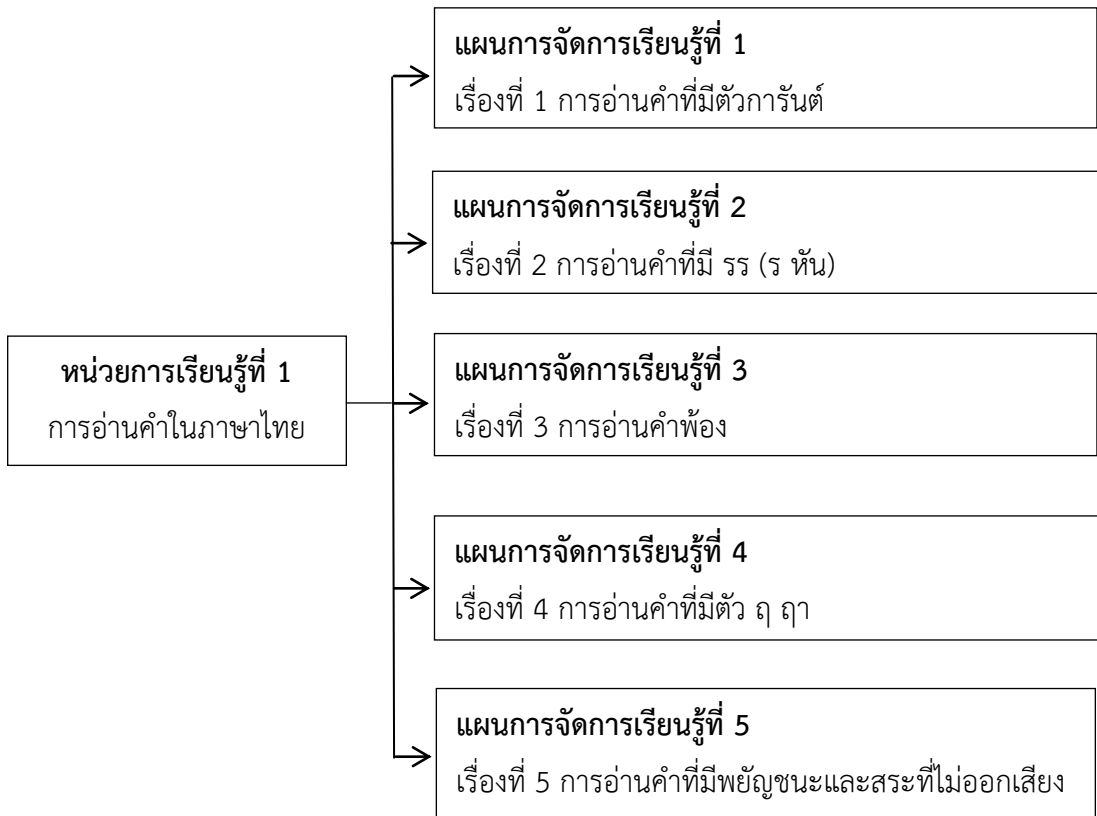 แผนการจัดการเรียนรู้ที่ 1
เรื่องที่ 1 การอ่านคำที่มีตัวการันต์
แผนการจัดการเรียนรู้ที่ 2
เรื่องที่ 2 การอ่านคำที่มี รร (ร หัน)
หน่วยการเรียนรู้ที่ 1
การอ่านคำในภาษาไทย
แผนการจัดการเรียนรู้ที่ 3
เรื่องที่ 3 การอ่านคำพ้อง
แผนการจัดการเรียนรู้ที่ 4
เรื่องที่ 4 การอ่านคำที่มีตัว ฤ ฤา
แผนการจัดการเรียนรู้ที่ 5
เรื่องที่ 5 การอ่านคำที่มีพยัญชนะและสระที่ไม่ออกเสียง